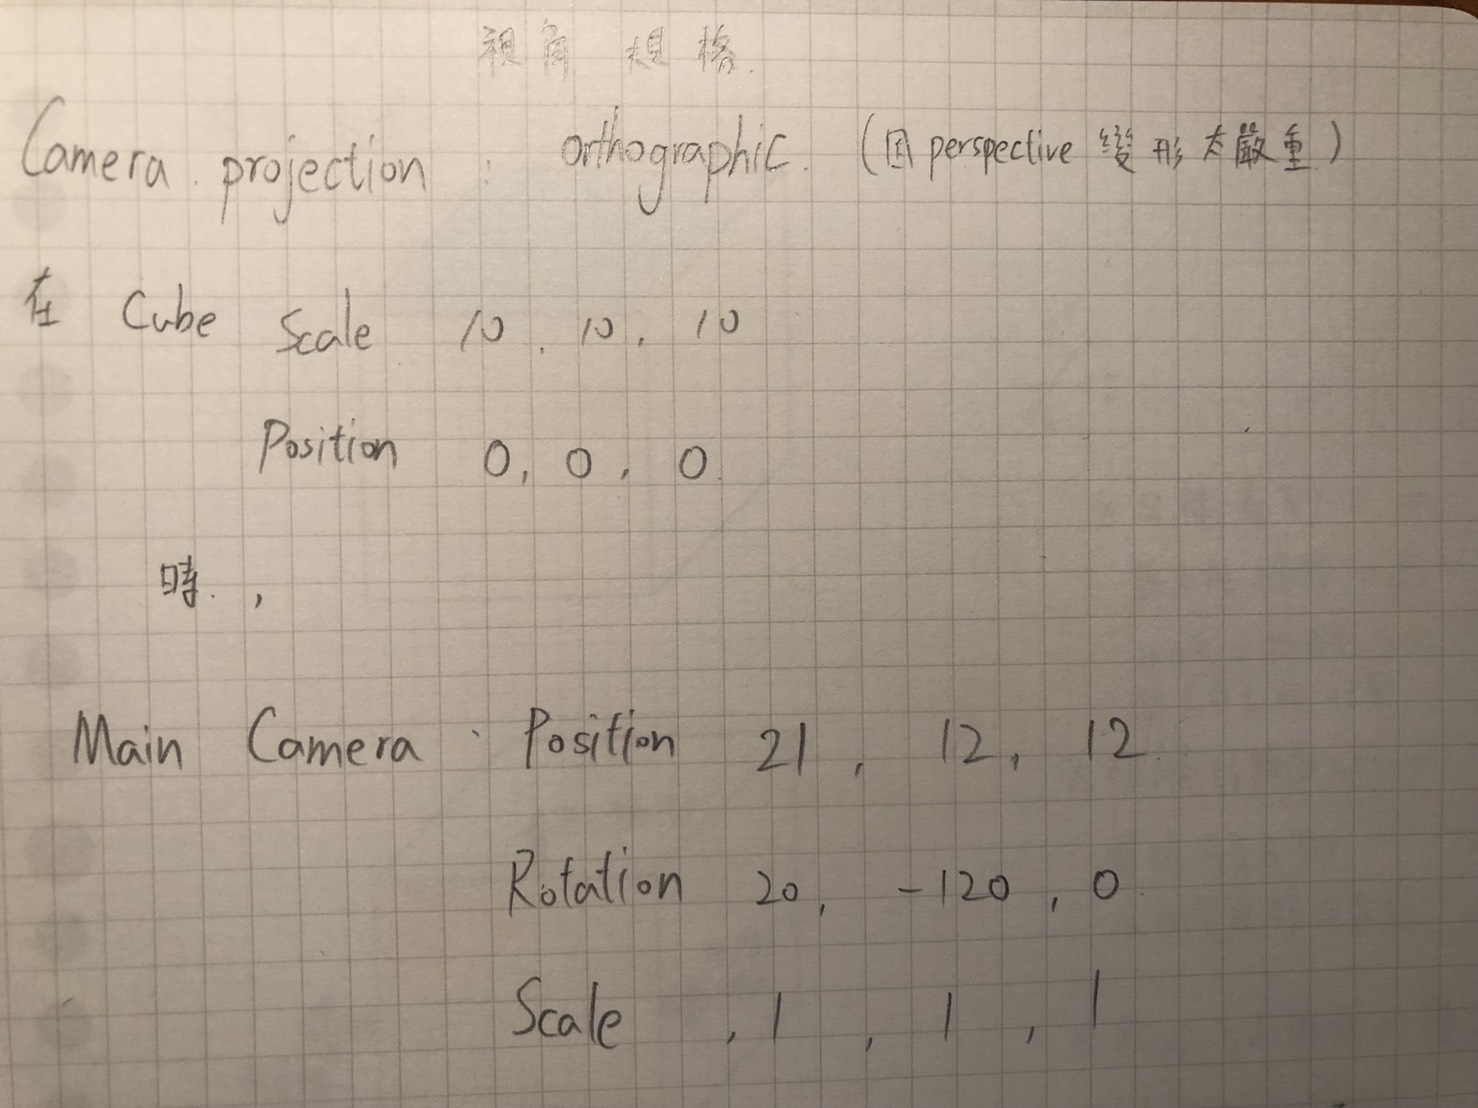 視角 規格.
Camera projection : orthographic. (因 perspective 變形太嚴重)
在 Cube Scale 10, 10, 10
Position 0, 0, 0.
時,
Main Camera · Position 21, 12, 12.
Rotation 20, -120, 0.
Scale , 1, 1, 1